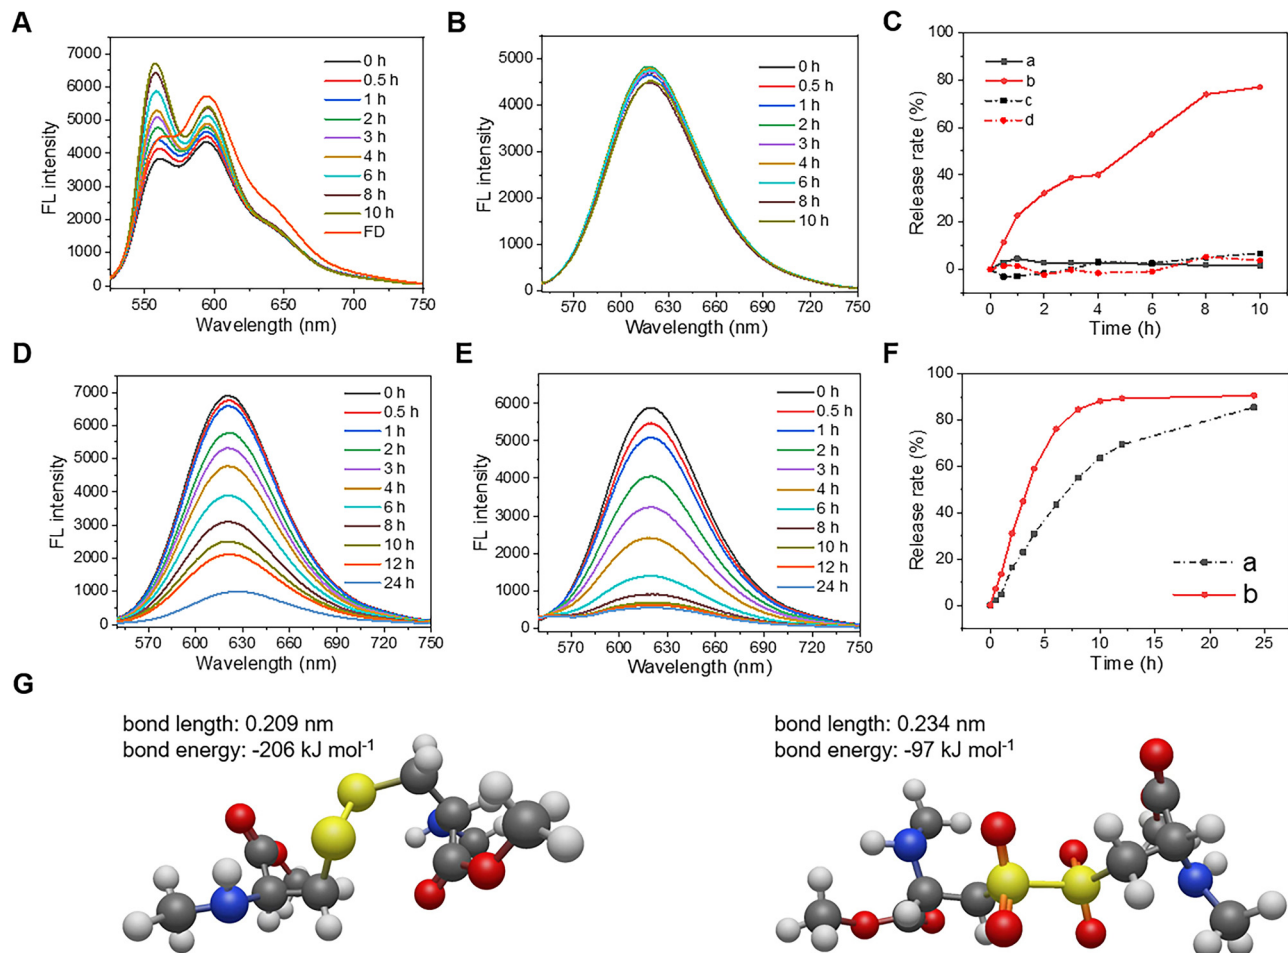 A
FL intensity
7000
6000
5000
4000
3000
2000
1000
0
550
600
650
700
750
Wavelength (nm)
0 h
0.5 h
1 h
2 h
3 h
4 h
6 h
8 h
10 h
FD
B
FL intensity
5000
4000
3000
2000
1000
0
570
600
630
660
690
720
750
Wavelength (nm)
0 h
0.5 h
1 h
2 h
3 h
4 h
6 h
8 h
10 h
C
Release rate (%)
100
80
60
40
20
0
0
2
4
6
8
10
Time (h)
a
b
c
d
D
FL intensity
7000
6000
5000
4000
3000
2000
1000
0
570
600
630
660
690
720
750
Wavelength (nm)
0 h
0.5 h
1 h
2 h
3 h
4 h
6 h
8 h
10 h
12 h
24 h
E
FL intensity
6000
5000
4000
3000
2000
1000
0
570
600
630
660
690
720
750
Wavelength (nm)
0 h
0.5 h
1 h
2 h
3 h
4 h
6 h
8 h
10 h
12 h
24 h
F
Release rate (%)
100
80
60
40
20
0
0
5
10
15
20
25
Time (h)
a
b
G
bond length: 0.209 nm
bond energy: -206 kJ mol⁻¹
bond length: 0.234 nm
bond energy: -97 kJ mol⁻¹